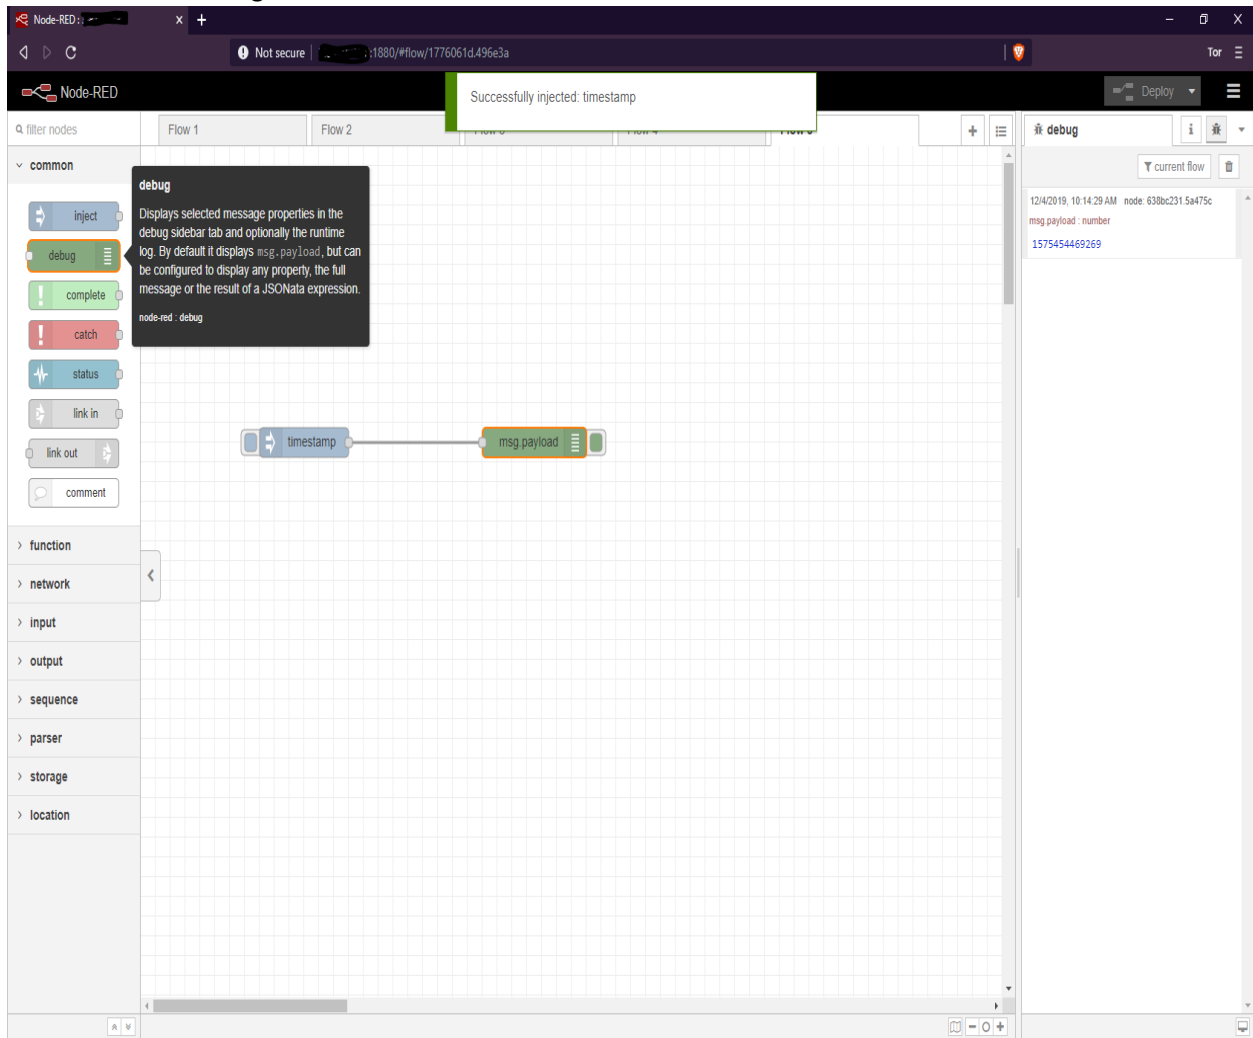 Node-RED :
Not secure
:1880/#flow/1776061d.496e3a
Tor
Node-RED
Successfully injected: timestamp
Deploy
filter nodes
Flow 1
Flow 2
debug
i
common
current flow
debug
Displays selected message properties in the
debug sidebar tab and optionally the runtime
log. By default it displays msg.payload, but can
be configured to display any property, the full
message or the result of a JSONata expression.
node-red : debug
12/4/2019, 10:14:29 AM node: 638bc231.5a475c
msg.payload : number
1575454469269
inject
debug
complete
catch
status
link in
link out
comment
timestamp
msg.payload
function
network
input
output
sequence
parser
storage
location